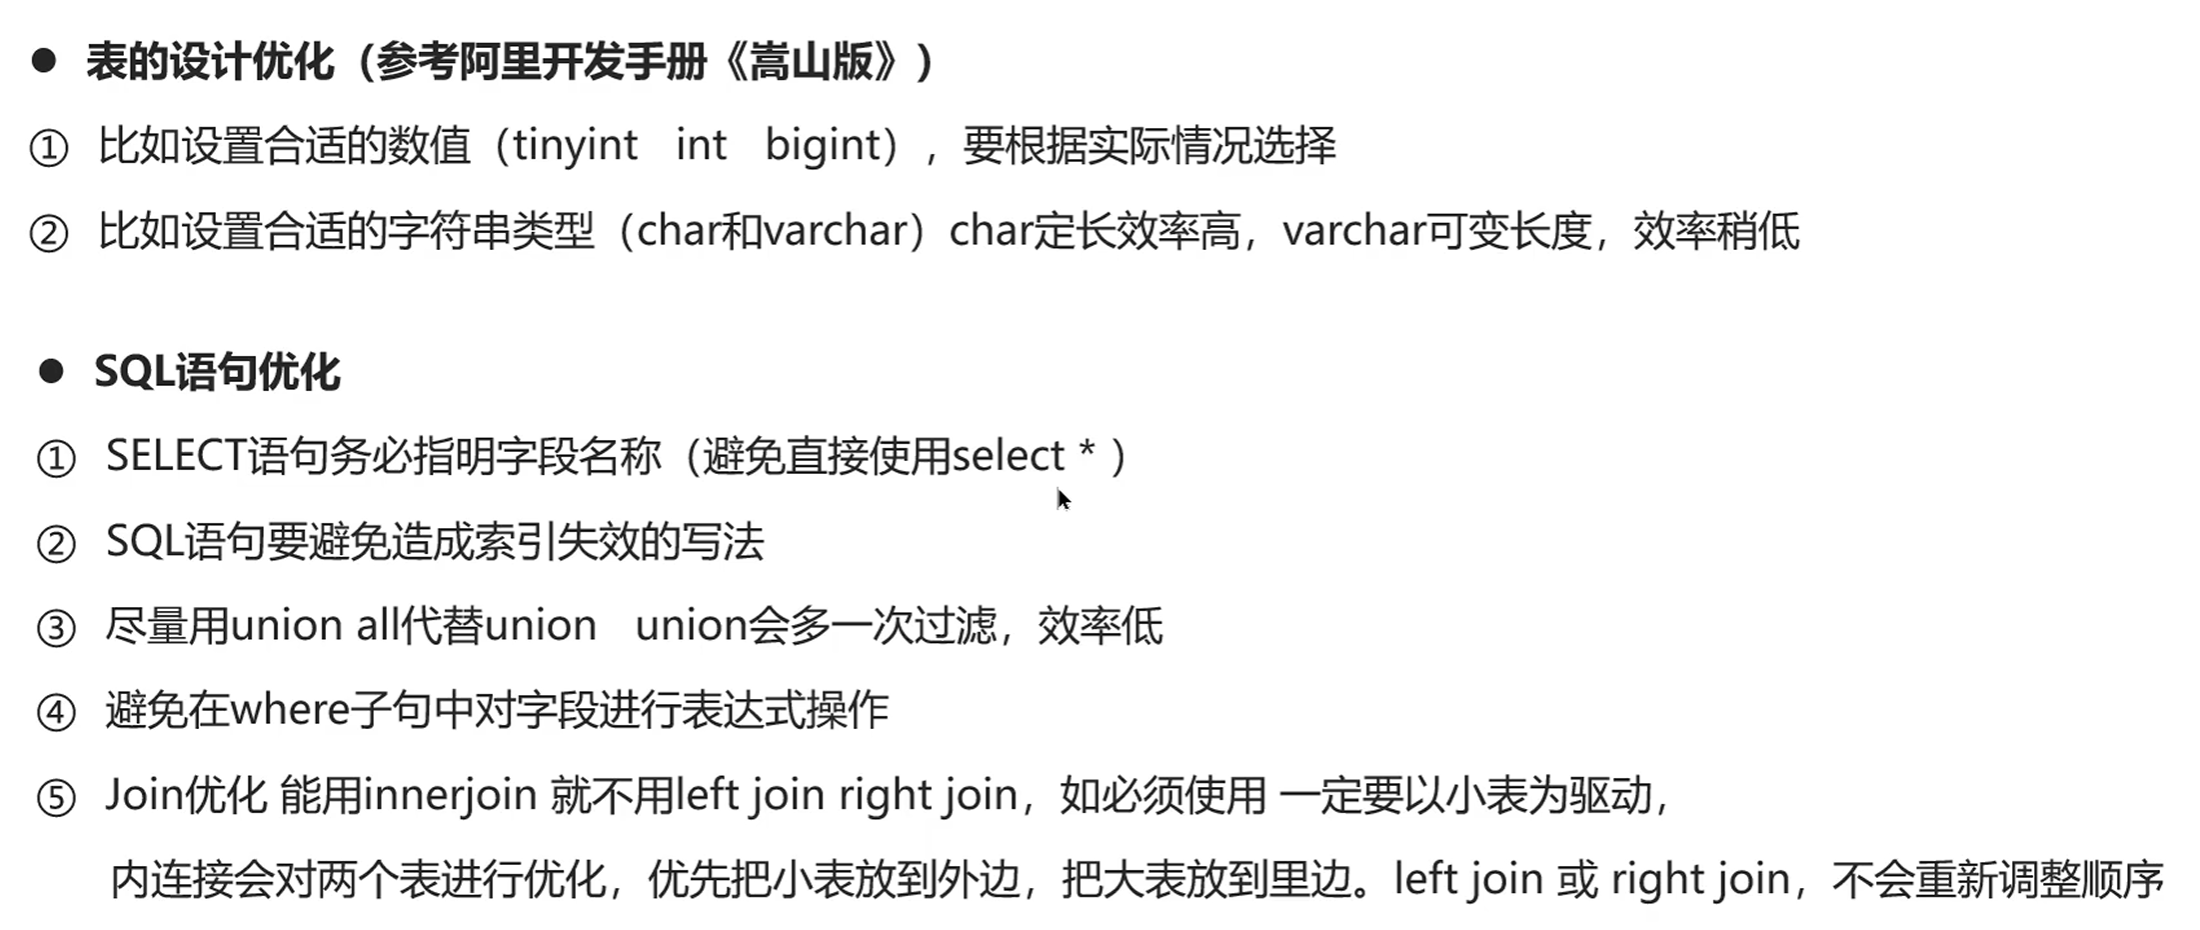 ● 表的设计优化（参考阿里开发手册《嵩山版》）
① 比如设置合适的数值（tinyint int bigint），要根据实际情况选择
② 比如设置合适的字符串类型（char和varchar）char定长效率高，varchar可变长度，效率稍低
● SQL语句优化
① SELECT语句务必指明字段名称（避免直接使用select * ）
② SQL语句要避免造成索引失效的写法
③ 尽量用union all代替union union会多一次过滤，效率低
④ 避免在where子句中对字段进行表达式操作
⑤ Join优化 能用innerjoin 就不用left join right join，如必须使用 一定要以小表为驱动，
内连接会对两个表进行优化，优先把小表放到外边，把大表放到里边。left join 或 right join，不会重新调整顺序